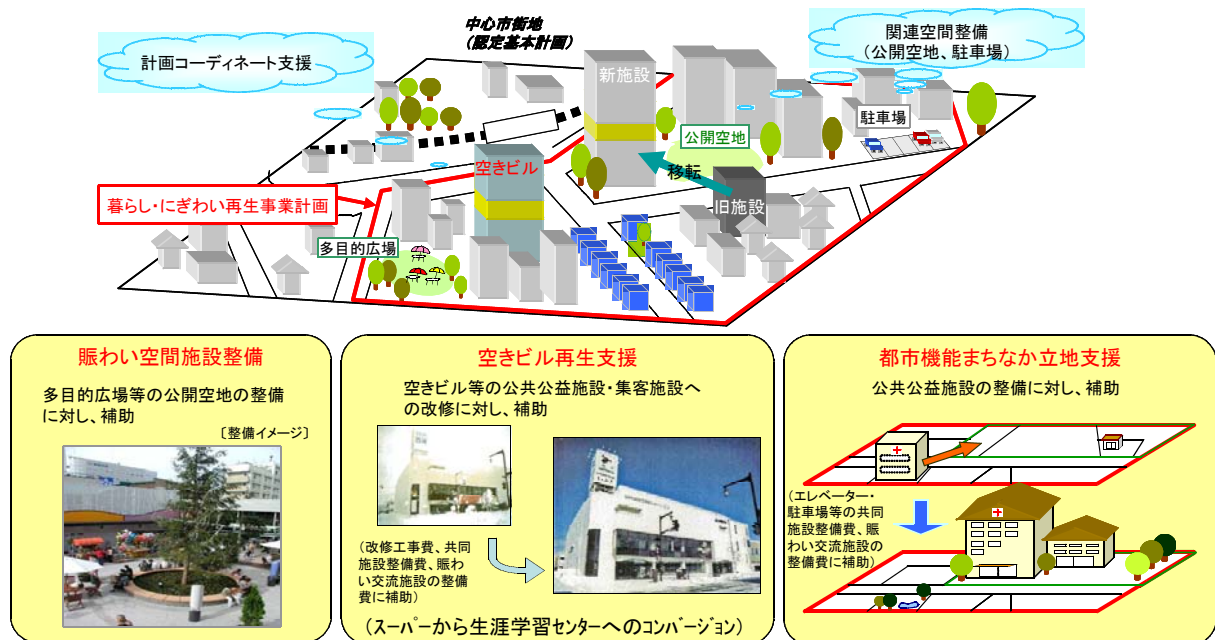 中心市街地
(認定基本計画)
計画コーディネート支援
関連空間整備
(公開空地、駐車場)
新施設
駐車場
公開空地
移転
空きビル
旧施設
暮らし・にぎわい再生事業計画
多目的広場
賑わい空間施設整備
多目的広場等の公開空地の整備
に対し、補助
〔整備イメージ〕
空きビル再生支援
空きビル等の公共公益施設・集客施設へ
の改修に対し、補助
(改修工事費、共同
施設整備費、賑わ
い交流施設の整備
費に補助)
(スーパーから生涯学習センターへのコンバージョン)
都市機能まちなか立地支援
公共公益施設の整備に対し、補助
(エレベーター・
駐車場等の共同
施設整備費、賑
わい交流施設の
整備費に補助)